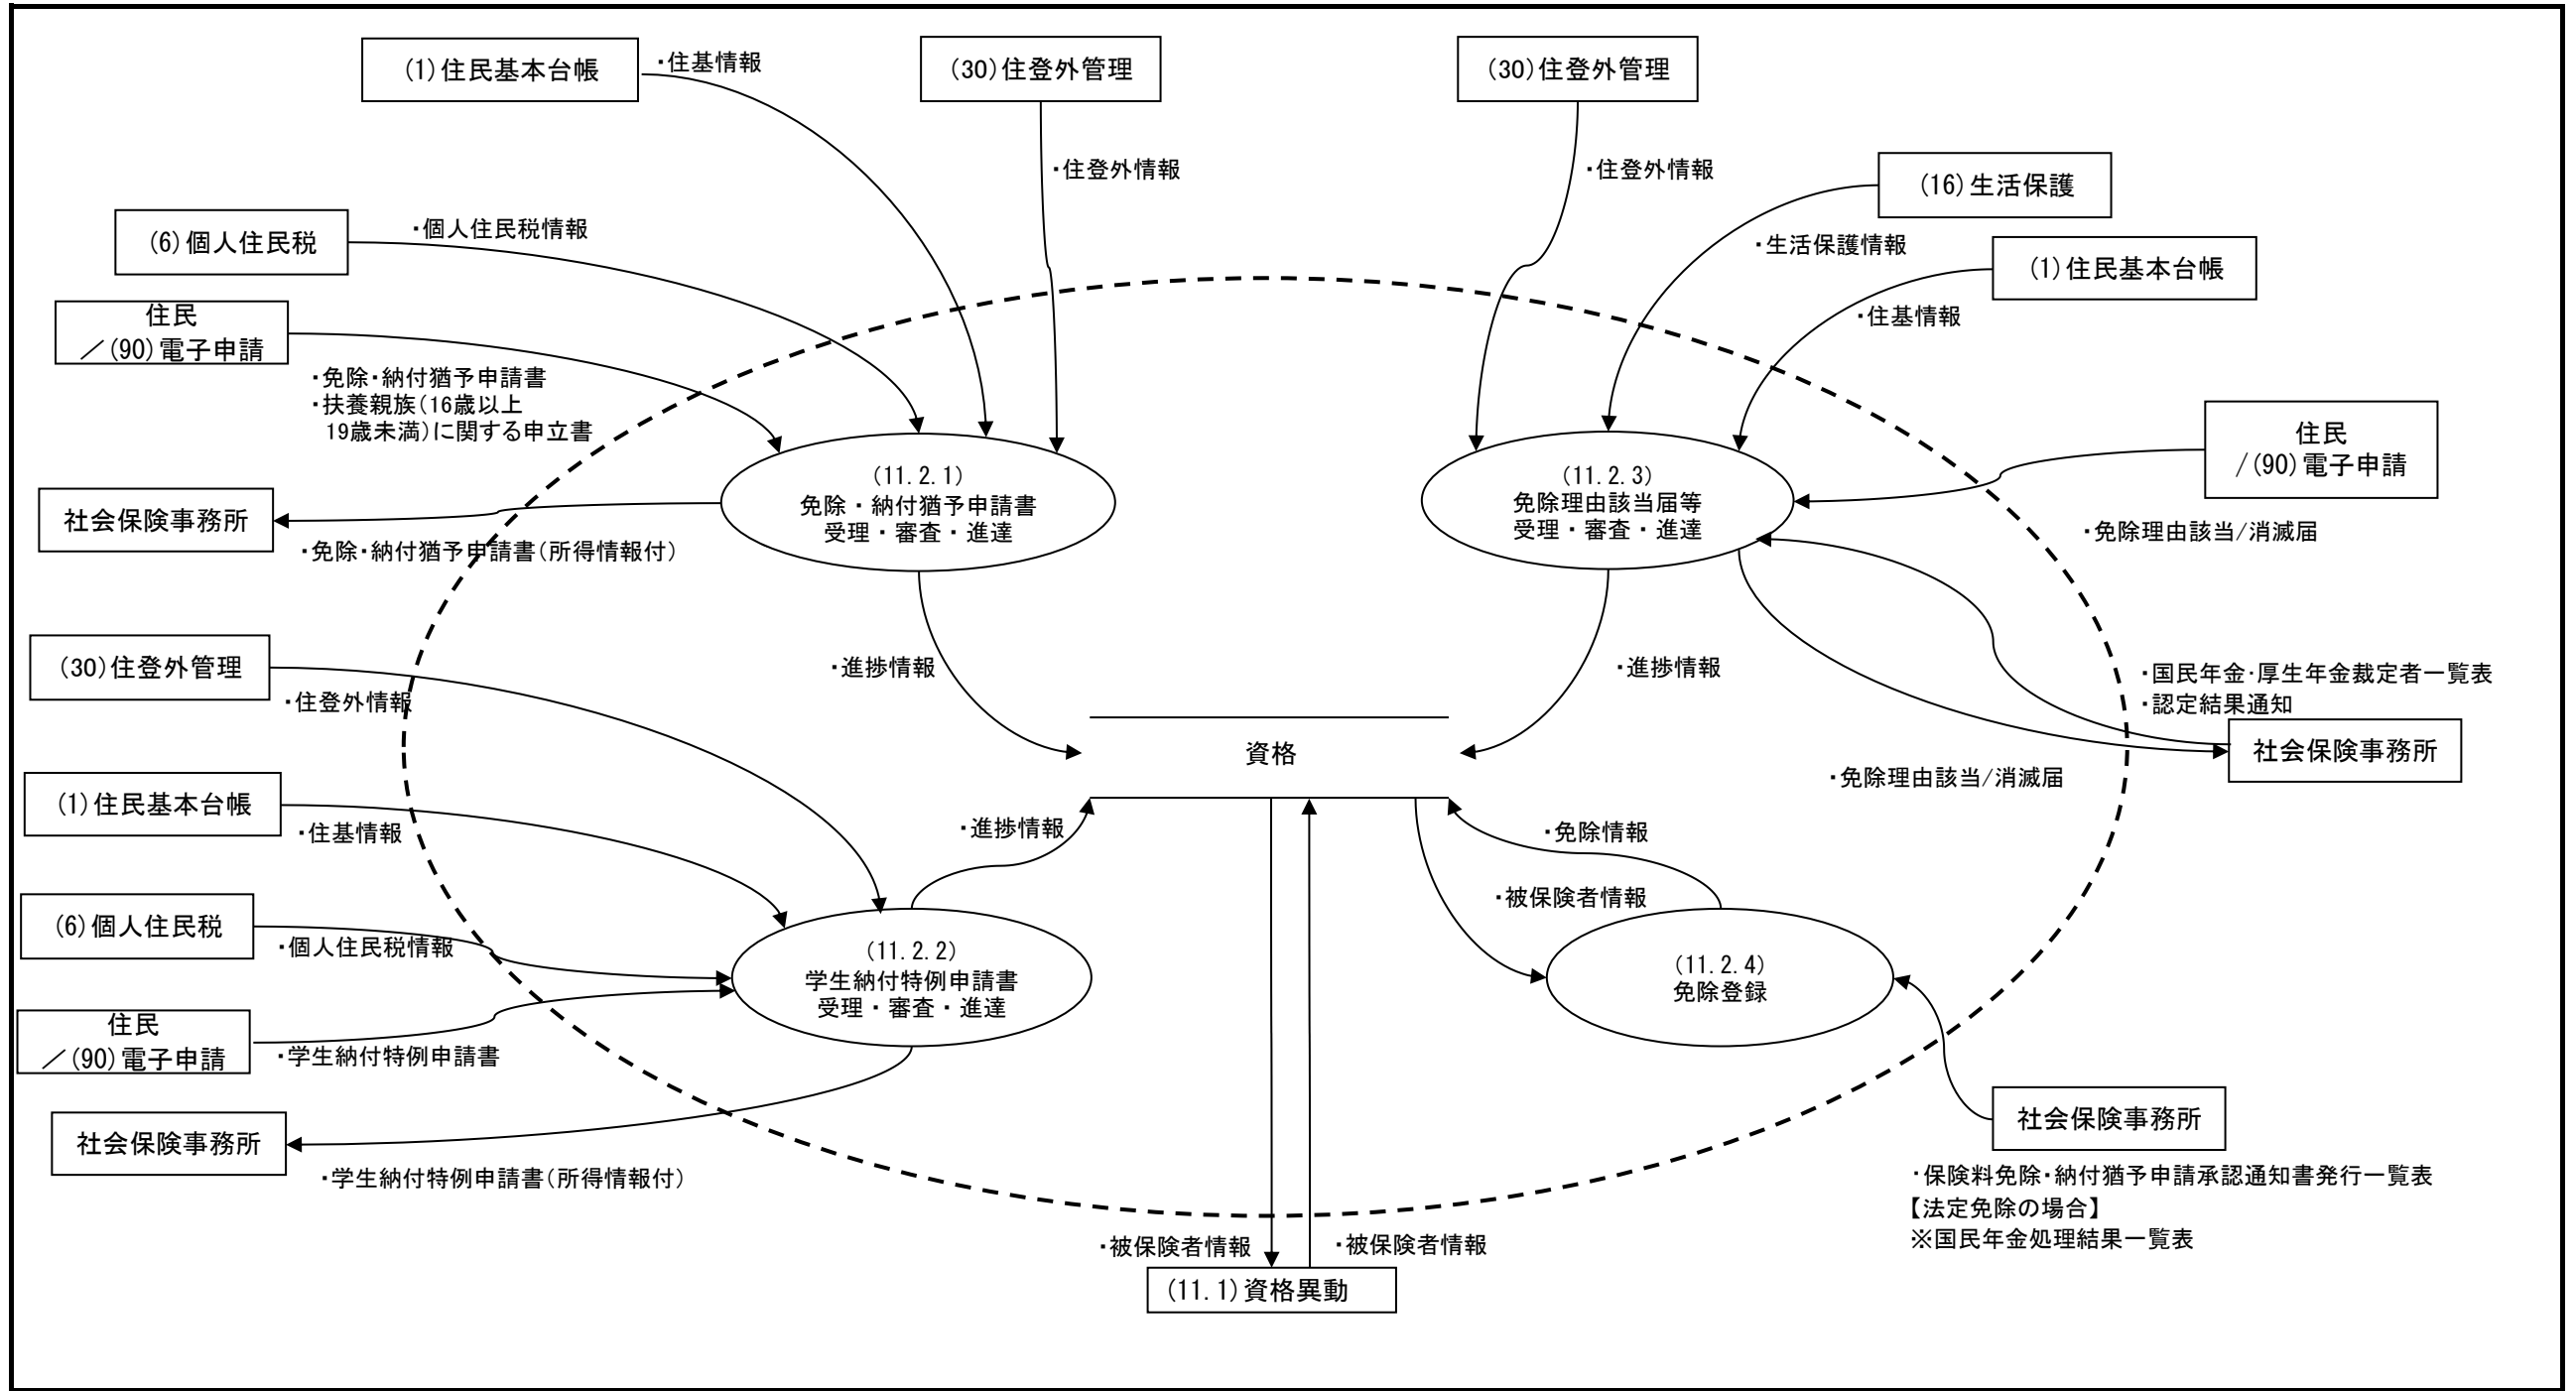 (1)住民基本台帳
・住基情報
(30)住登外管理
(30)住登外管理
・住登外情報
・住登外情報
(16)生活保護
・生活保護情報
(1)住民基本台帳
・住基情報
(6)個人住民税
・個人住民税情報
住民
／(90)電子申請
・免除・納付猶予申請書
・扶養親族(16歳以上
19歳未満)に関する申立書
住民
/(90)電子申請
・免除理由該当/消滅届
(11.2.1)
免除・納付猶予申請書
受理・審査・進達
(11.2.3)
免除理由該当届等
受理・審査・進達
社会保険事務所
・免除・納付猶予申請書(所得情報付)
(30)住登外管理
・住登外情報
・進捗情報
・進捗情報
・国民年金・厚生年金裁定者一覧表
・認定結果通知
社会保険事務所
・免除理由該当/消滅届
資格
(1)住民基本台帳
・住基情報
・進捗情報
・免除情報
・被保険者情報
(6)個人住民税
・個人住民税情報
(11.2.2)
学生納付特例申請書
受理・審査・進達
(11.2.4)
免除登録
住民
／(90)電子申請
・学生納付特例申請書
社会保険事務所
・学生納付特例申請書(所得情報付)
社会保険事務所
・保険料免除・納付猶予申請承認通知書発行一覧表
【法定免除の場合】
※国民年金処理結果一覧表
・被保険者情報
・被保険者情報
(11.1)資格異動